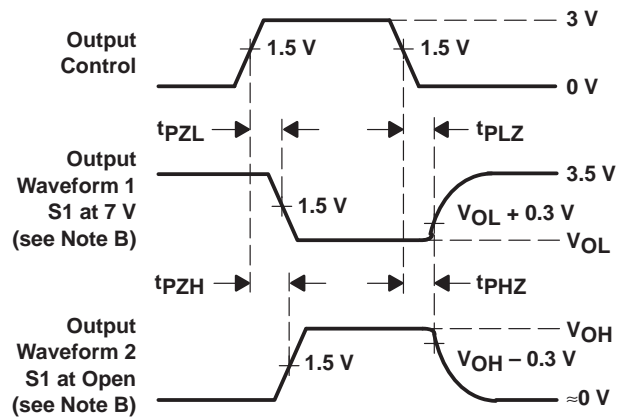 3 V
Output
Control
1.5 V
1.5 V
0 V
tPZL
tPLZ
Output
Waveform 1
S1 at 7 V
(see Note B)
3.5 V
1.5 V
VOL + 0.3 V
VOL
tPZH
tPHZ
Output
Waveform 2
S1 at Open
(see Note B)
VOH
1.5 V
VOH – 0.3 V
≈0 V